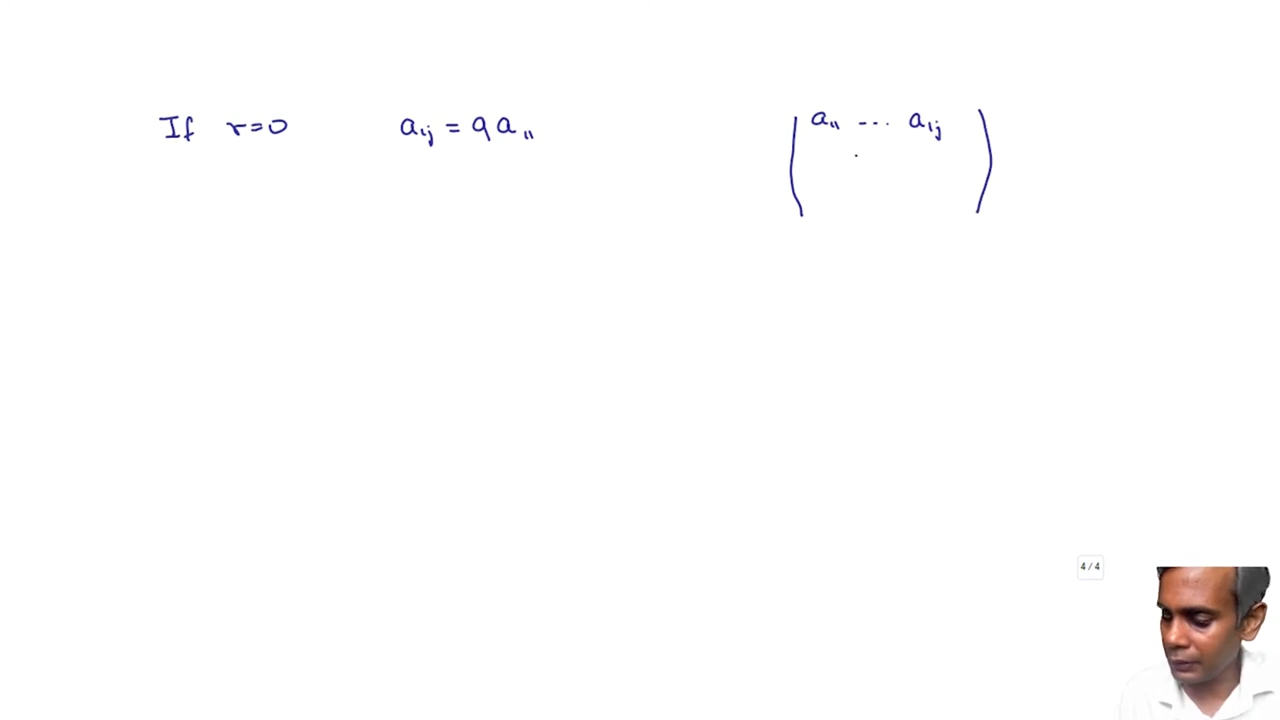 If r=0 a₁ⱼ = q a₁₁
( a₁₁ --- a₁ⱼ )
4 / 4